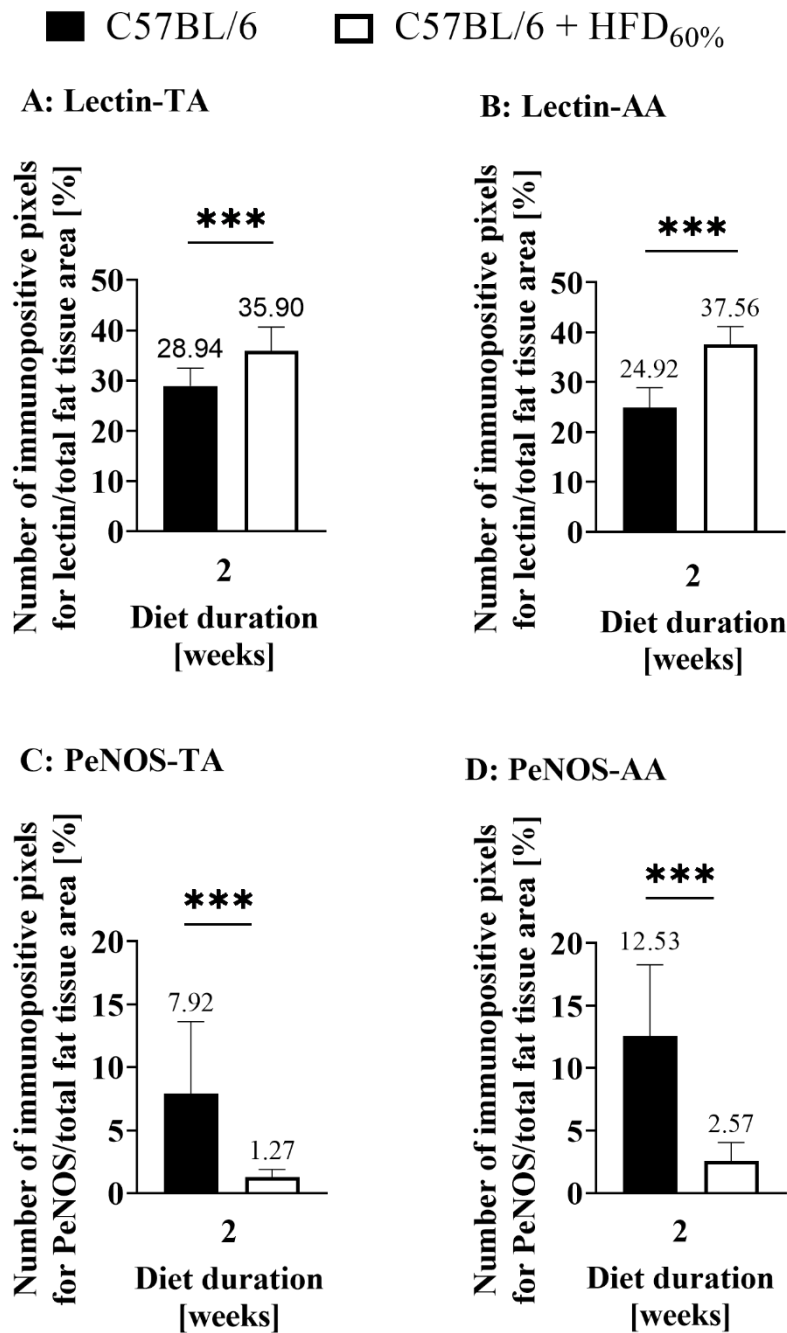 C57BL/6
C57BL/6 + HFD60%
A: Lectin-TA
Number of immunopositive pixels
for lectin/total fat tissue area [%]
***
50
40
30
20
10
0
28.94
35.90
2
Diet duration
[weeks]
B: Lectin-AA
Number of immunopositive pixels
for lectin/total fat tissue area [%]
***
50
40
30
20
10
0
24.92
37.56
2
Diet duration
[weeks]
C: PeNOS-TA
Number of immunopositive pixels
for PeNOS/total fat tissue area [%]
***
20
15
10
5
0
7.92
1.27
2
Diet duration
[weeks]
D: PeNOS-AA
Number of immunopositive pixels
for PeNOS/total fat tissue area [%]
***
20
15
10
5
0
12.53
2.57
2
Diet duration
[weeks]